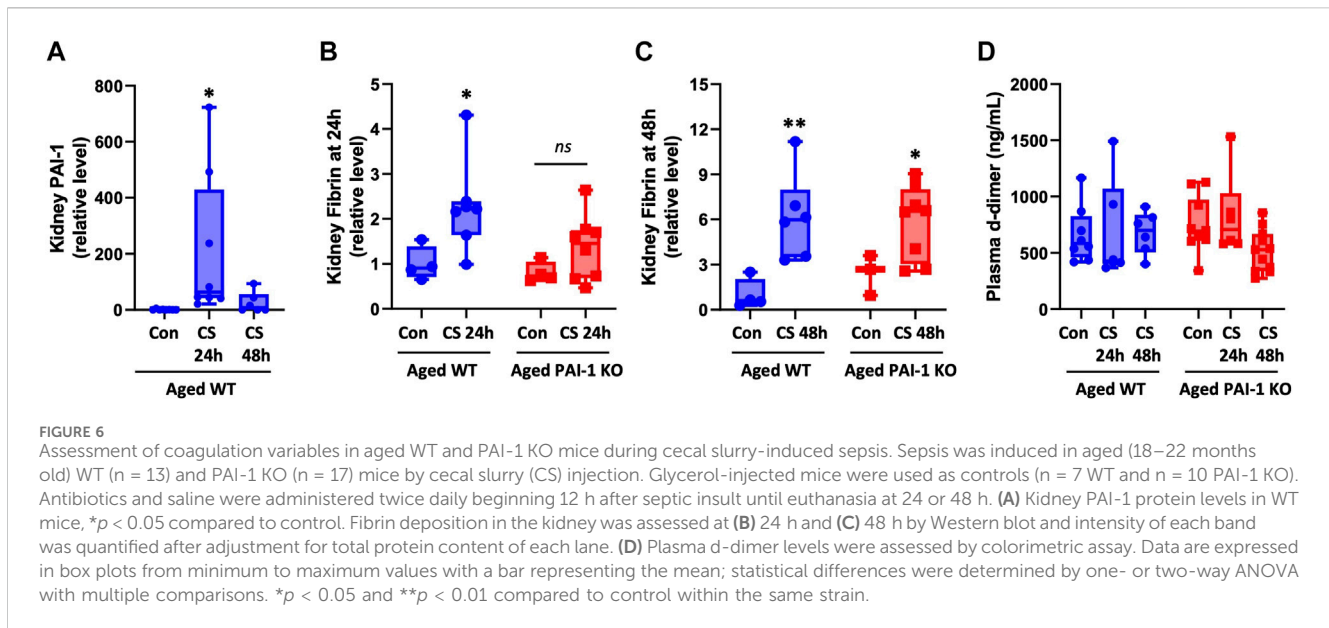 A
B
C
D
Kidney PAI-1
(relative level)
800
600
400
200
0
*
Con
CS
24h
CS
48h
Aged WT
Kidney Fibrin at 24h
(relative level)
5
4
3
2
1
0
*
ns
Con
CS 24h
Con
CS 24h
Aged WT
Aged PAI-1 KO
Kidney Fibrin at 48h
(relative level)
15
12
9
6
3
0
**
*
Con
CS 48h
Con
CS 48h
Aged WT
Aged PAI-1 KO
Plasma d-dimer (ng/mL)
2000
1500
1000
500
0
Con
CS
24h
CS
48h
Con
CS
24h
CS
48h
Aged WT
Aged PAI-1 KO
FIGURE 6
Assessment of coagulation variables in aged WT and PAI-1 KO mice during cecal slurry-induced sepsis. Sepsis was induced in aged (18–22 months
old) WT (n = 13) and PAI-1 KO (n = 17) mice by cecal slurry (CS) injection. Glycerol-injected mice were used as controls (n = 7 WT and n = 10 PAI-1 KO).
Antibiotics and saline were administered twice daily beginning 12 h after septic insult until euthanasia at 24 or 48 h. (A) Kidney PAI-1 protein levels in WT
mice, *p < 0.05 compared to control. Fibrin deposition in the kidney was assessed at (B) 24 h and (C) 48 h by Western blot and intensity of each band
was quantified after adjustment for total protein content of each lane. (D) Plasma d-dimer levels were assessed by colorimetric assay. Data are expressed
in box plots from minimum to maximum values with a bar representing the mean; statistical differences were determined by one- or two-way ANOVA
with multiple comparisons. *p < 0.05 and **p < 0.01 compared to control within the same strain.